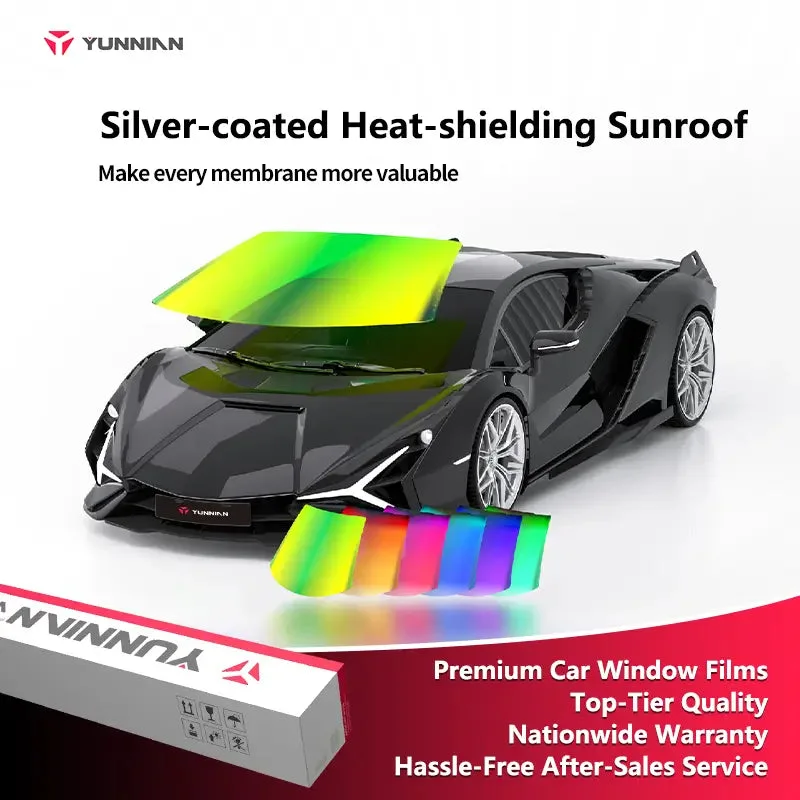 YUNNIAN
Silver-coated Heat-shielding Sunroof
Make every membrane more valuable
YUNNIAN
YUNNIAN
Premium Car Window Films
Top-Tier Quality
Nationwide Warranty
Hassle-Free After-Sales Service